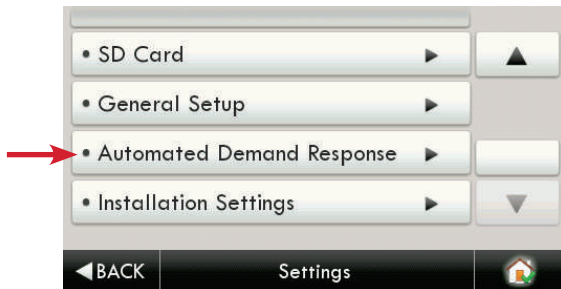 • SD Card
• General Setup
• Automated Demand Response
• Installation Settings
BACK Settings